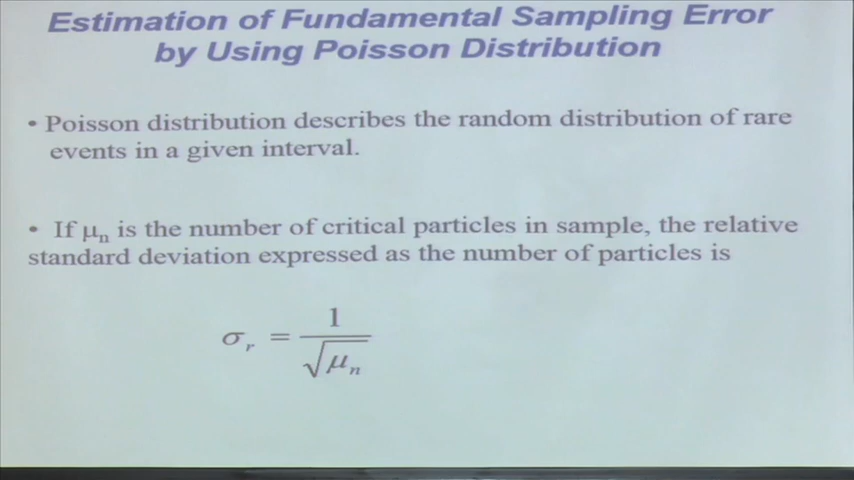 Estimation of Fundamental Sampling Error
by Using Poisson Distribution
• Poisson distribution describes the random distribution of rare
events in a given interval.
• If μₙ is the number of critical particles in sample, the relative
standard deviation expressed as the number of particles is
σᵣ = 1 / √μₙ